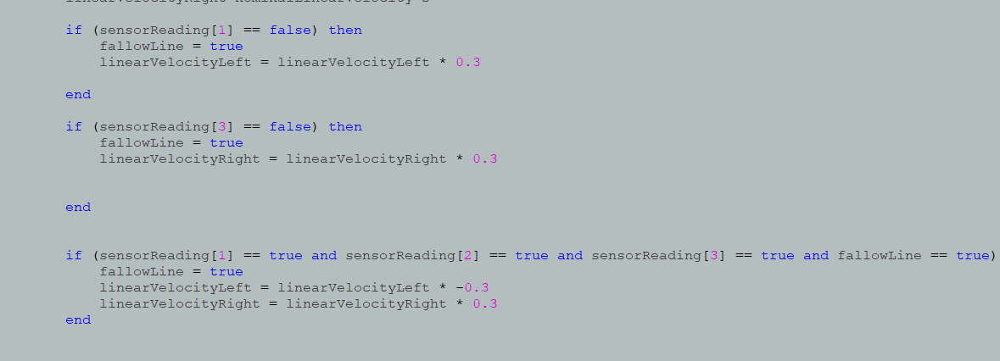 if (sensorReading[1] == false) then
fallowLine = true
linearVelocityLeft = linearVelocityLeft * 0.3
end
if (sensorReading[3] == false) then
fallowLine = true
linearVelocityRight = linearVelocityRight * 0.3
end
if (sensorReading[1] == true and sensorReading[2] == true and sensorReading[3] == true and fallowLine == true)
fallowLine = true
linearVelocityLeft = linearVelocityLeft * -0.3
linearVelocityRight = linearVelocityRight * 0.3
end